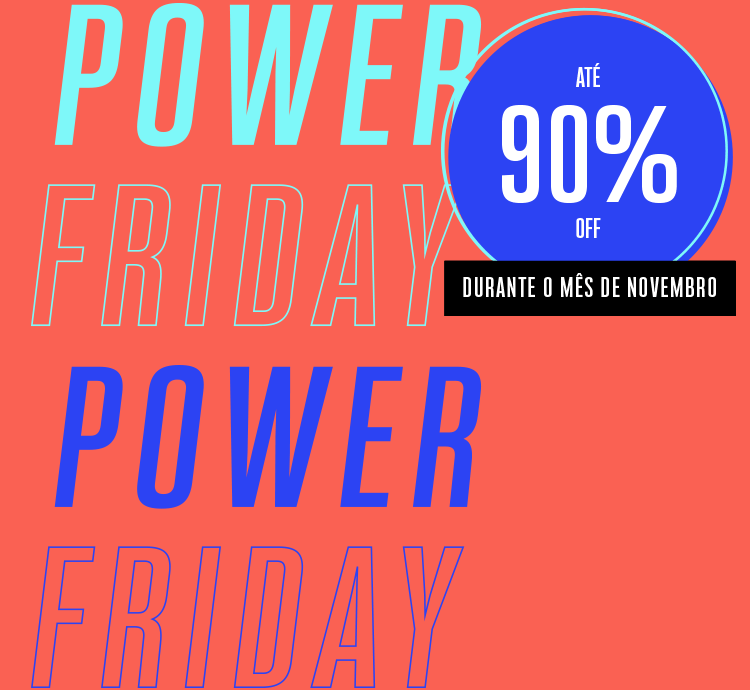 POWER
FRIDAY
ATÉ
90%
OFF
DURANTE O MÊS DE NOVEMBRO
POWER
FRIDAY